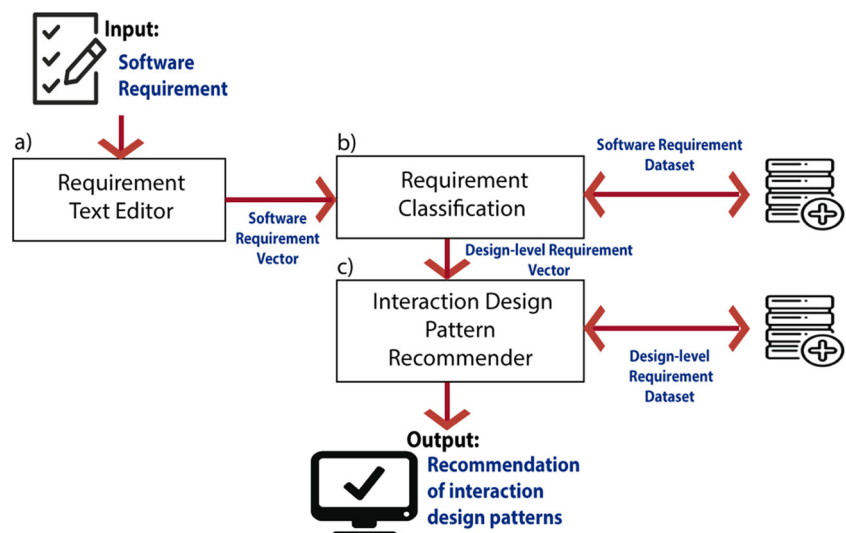 Input:
Software
Requirement
a)
Requirement
Text Editor
Software
Requirement
Vector
b)
Requirement
Classification
Software Requirement
Dataset
Design-level Requirement
Vector
c)
Interaction Design
Pattern
Recommender
Design-level
Requirement
Dataset
Output:
Recommendation
of interaction
design patterns